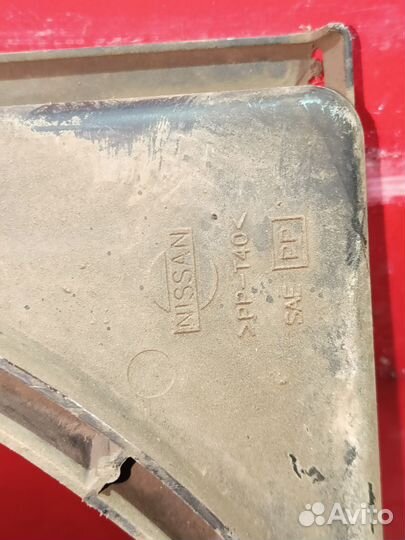 NISSAN
>PP-T40<
SAE PP
Avito